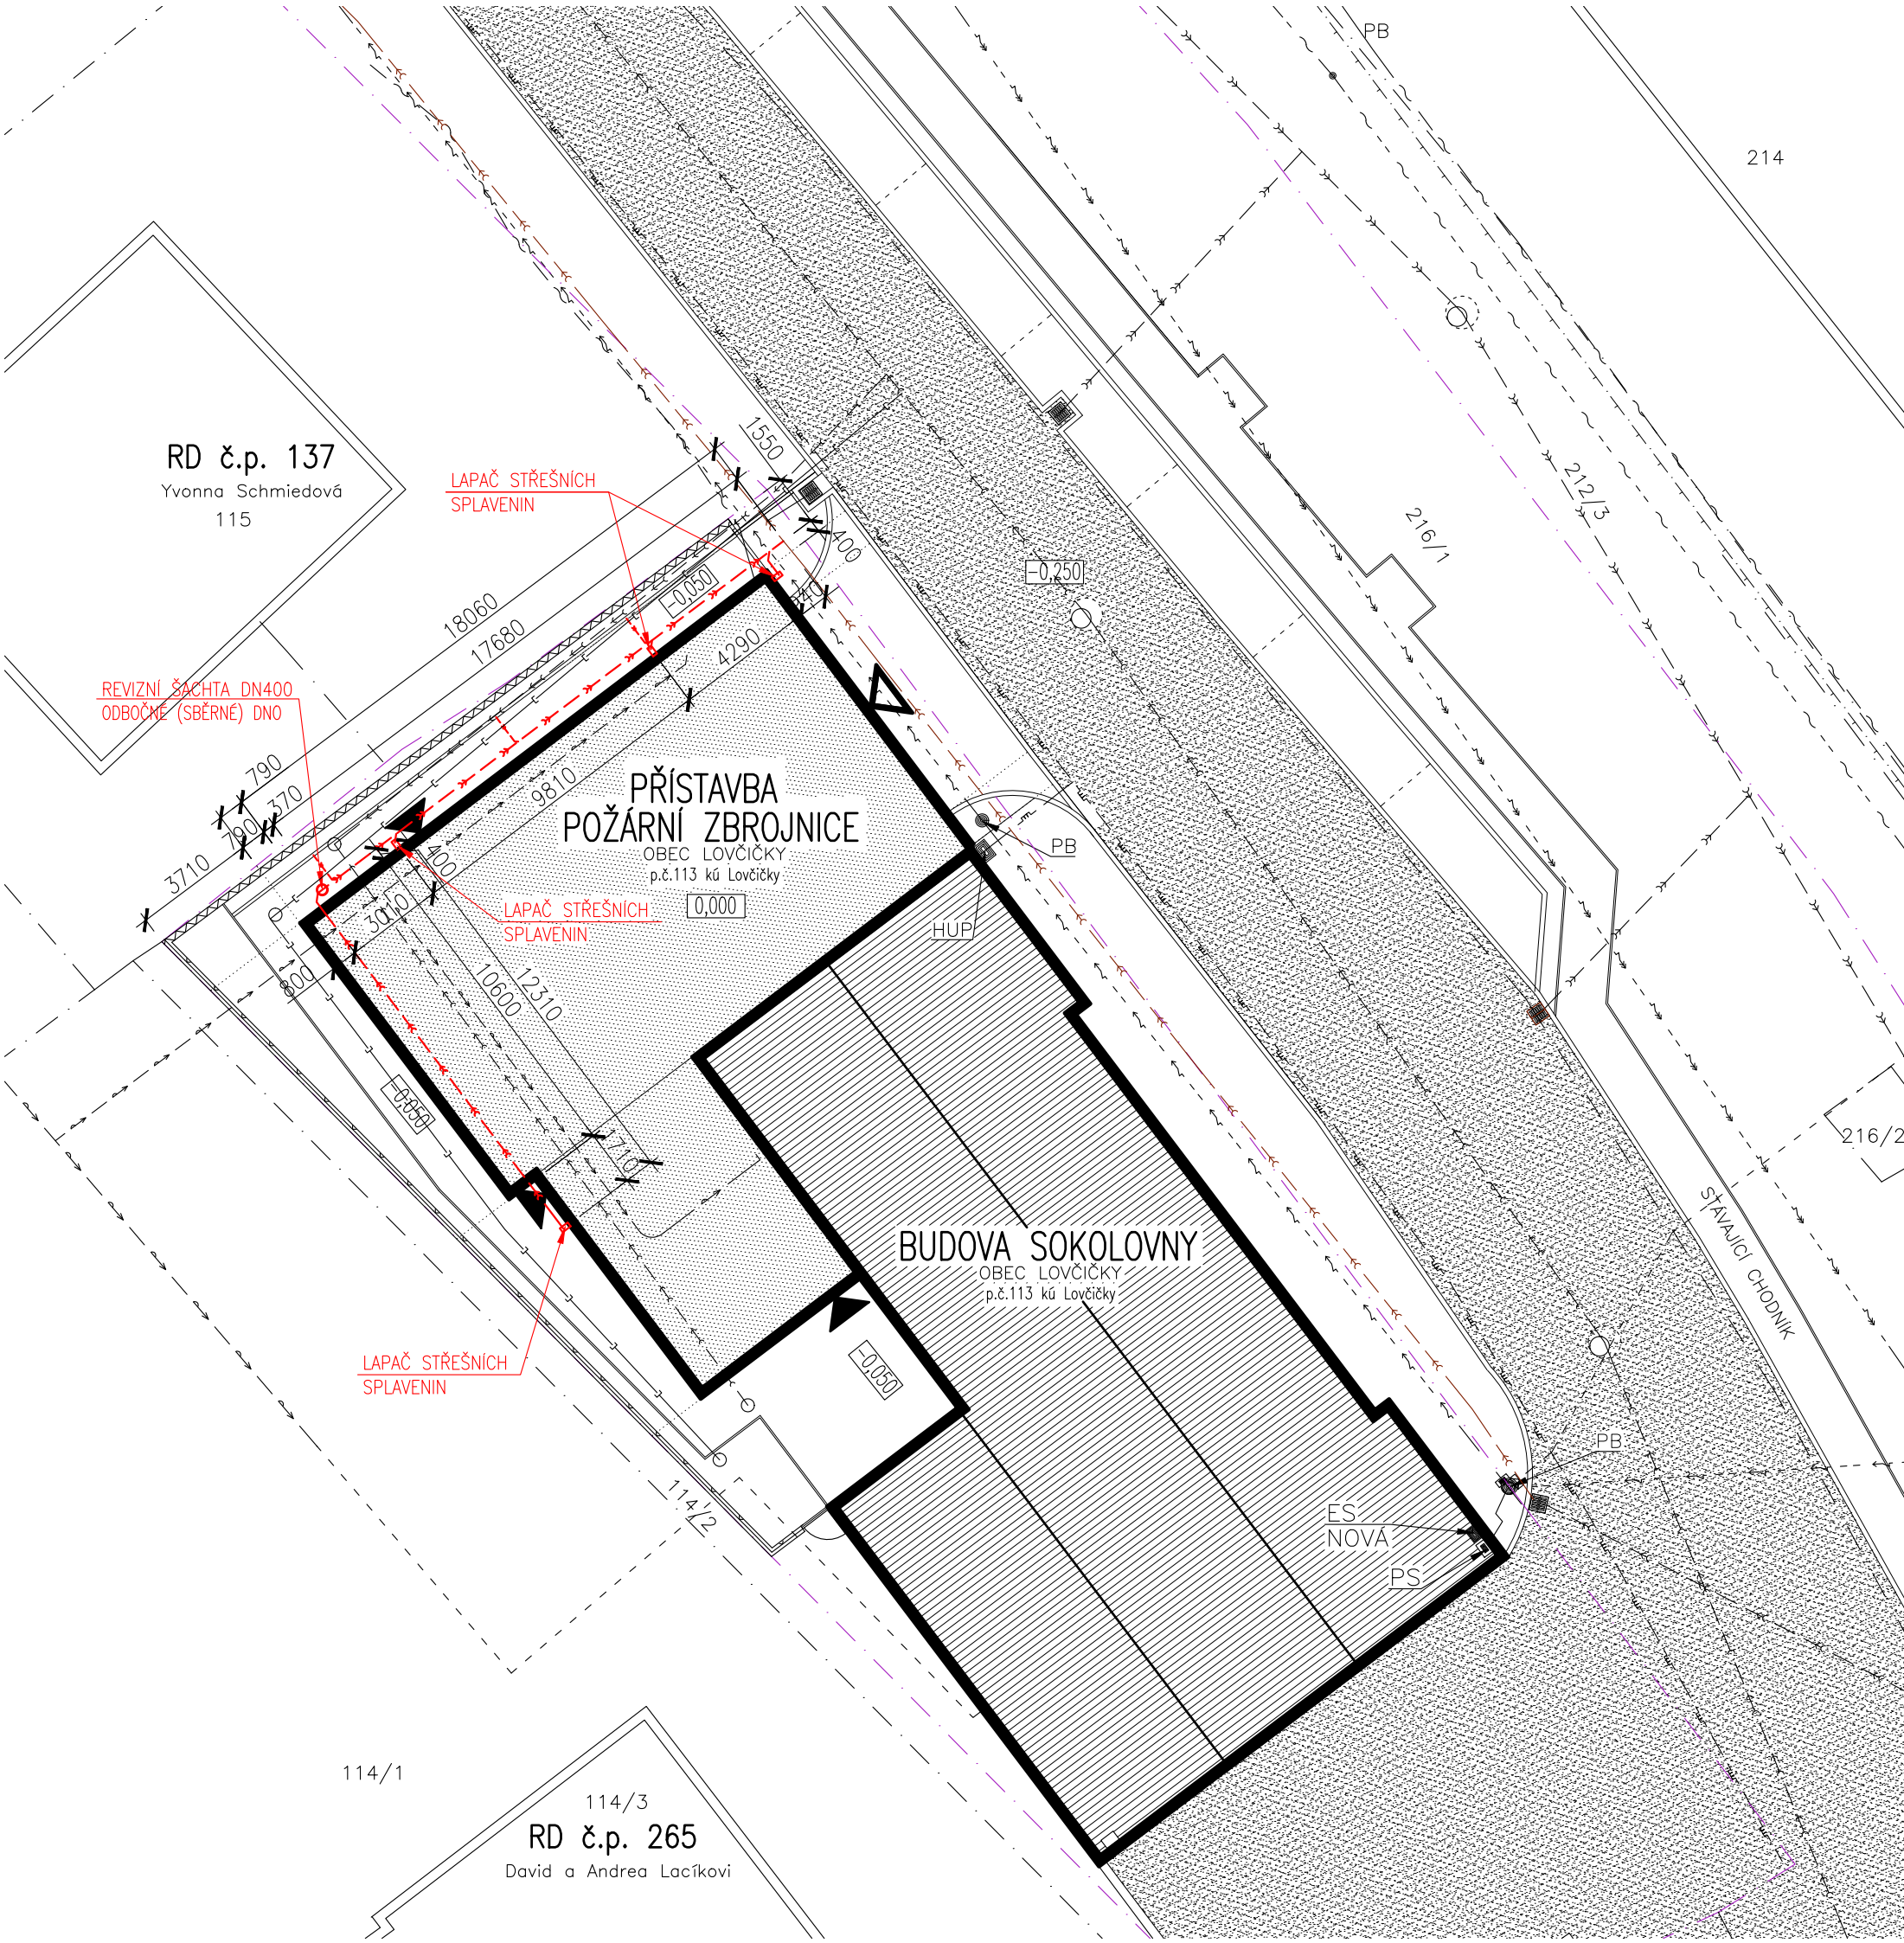 PB
214
RD č.p. 137
Yvonna Schmiedová
115
LAPAČ STŘEŠNÍCH
SPLAVENIN
1550
400
212/3
216/1
-0,250
-0,050
18060
17680
4290
REVIZNÍ ŠACHTA DN400
ODBOČNÉ (SBĚRNÉ) DNO
790
370
790
3710
9810
400
3010
800
PŘÍSTAVBA
POŽÁRNÍ ZBROJNICE
OBEC LOVČIČKY
p.č.113 kú Lovčičky
0,000
PB
HUP
LAPAČ STŘEŠNÍCH
SPLAVENIN
10600
12310
-0,050
1710
216/2
STÁVAJÍCÍ CHODNÍK
BUDOVA SOKOLOVNY
OBEC LOVČIČKY
p.č.113 kú Lovčičky
-0,050
LAPAČ STŘEŠNÍCH
SPLAVENIN
114/2
PB
ES
NOVÁ
PS
114/1
114/3
RD č.p. 265
David a Andrea Lacíkovi